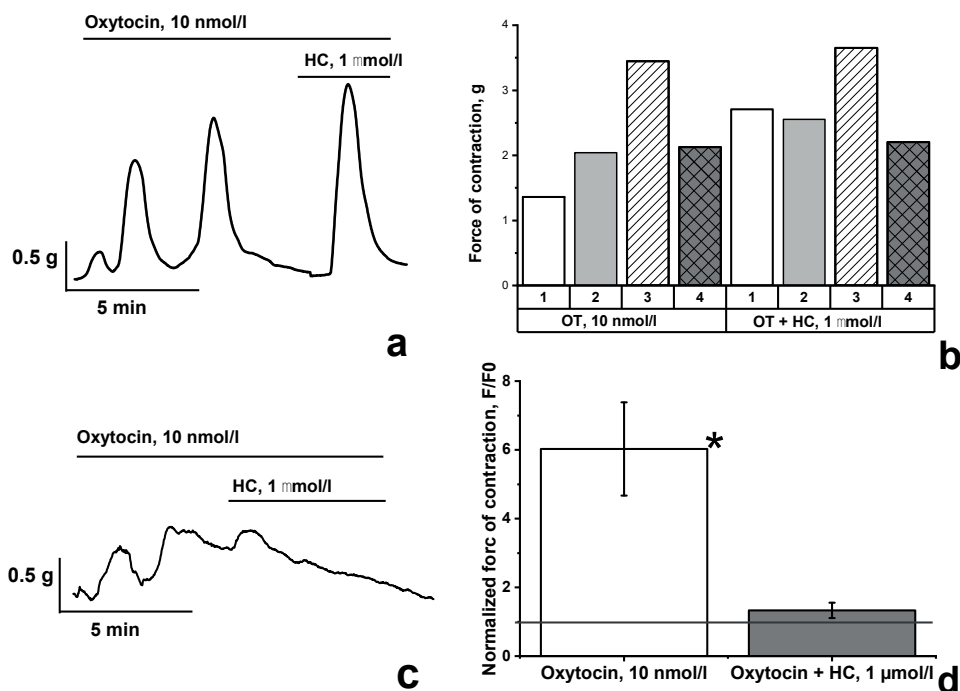 Oxytocin, 10 nmol/l
HC, 1 mmol/l
0.5 g
5 min
a
Force of contraction, g
4
3
2
1
0
1 2 3 4 1 2 3 4
OT, 10 nmol/l OT + HC, 1 mmol/l
b
Oxytocin, 10 nmol/l
HC, 1 mmol/l
0.5 g
5 min
c
Normalized forc of contraction, F/F0
8
6
4
2
0
*
Oxytocin, 10 nmol/l Oxytocin + HC, 1 µmol/l
d